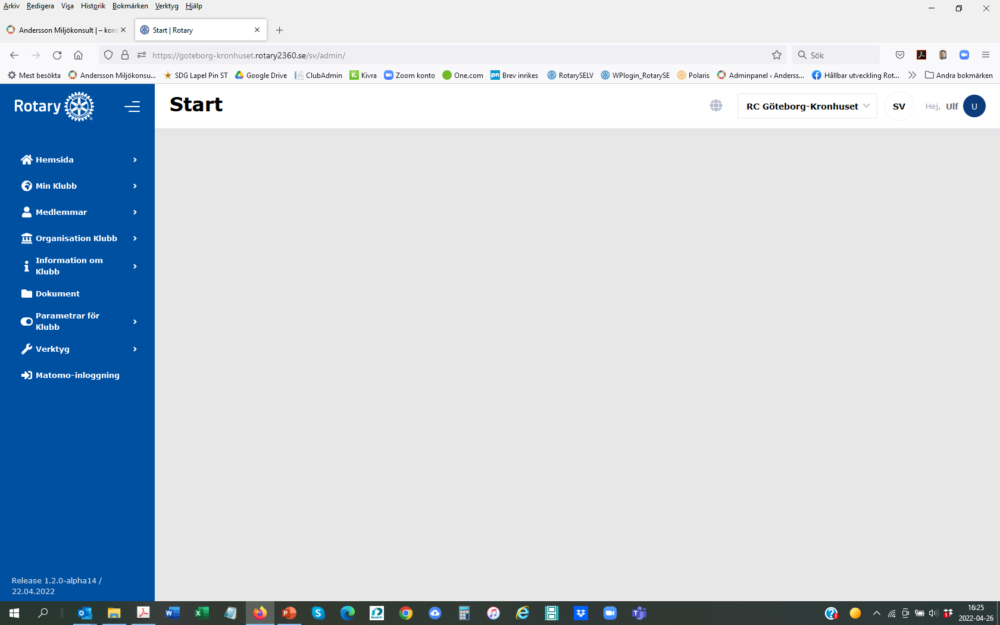 Arkiv Redigera Visa Historik Bokmärken Verktyg Hjälp
Andersson Miljökonsult | – kons
Start | Rotary
https://goteborg-kronhuset.rotary2360.se/sv/admin/
Sök
Mest besökta Andersson Miljökonsu... SDG Lapel Pin ST Google Drive ClubAdmin Kivra Zoom konto One.com Brev inrikes RotarySELV WPlogin_RotarySE Polaris Adminpanel ‹ Anderss... Hållbar utveckling Rot... Andra bokmärken
Rotary
Start
RC Göteborg-Kronhuset
SV
Hej, Ulf
U
Hemsida
Min Klubb
Medlemmar
Organisation Klubb
Information om
Klubb
Dokument
Parametrar för
Klubb
Verktyg
Matomo-inloggning
Release 1.2.0-alpha14 /
22.04.2022
16:25
2022-04-26